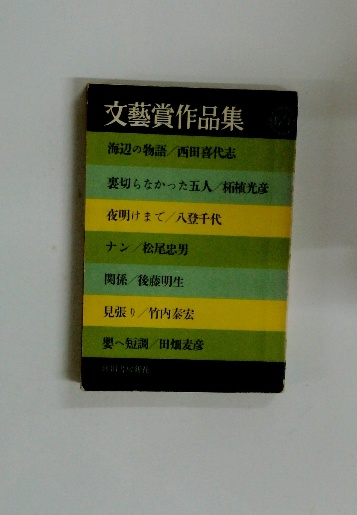 文藝賞作品集
海辺の物語/西田喜代志
裏切らなかった五人/柘植光彦
夜明けまで/八登千代
ナン/松尾忠男
関係/後藤明生
見張り/竹内泰宏
嬰ヘ短調/田畑麦彦